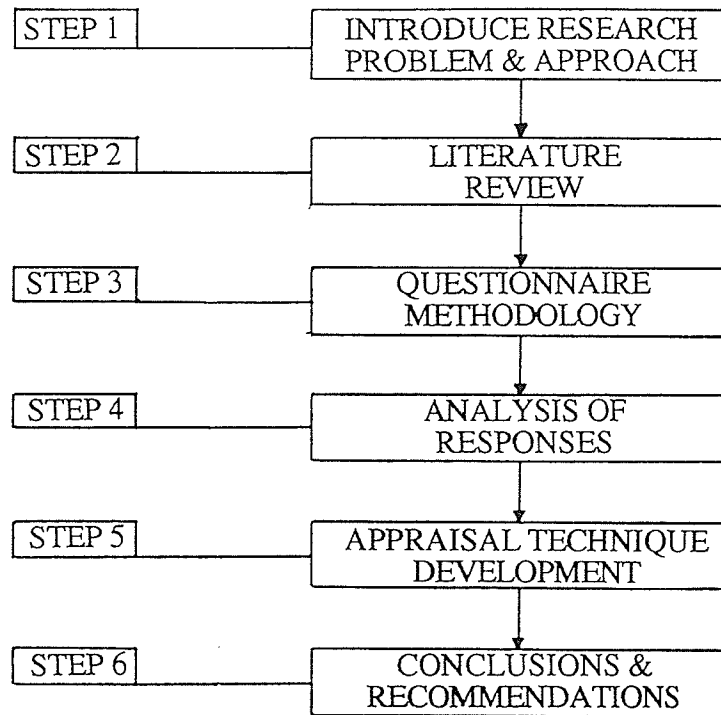 STEP 1
INTRODUCE RESEARCH
PROBLEM & APPROACH
STEP 2
LITERATURE
REVIEW
STEP 3
QUESTIONNAIRE
METHODOLOGY
STEP 4
ANALYSIS OF
RESPONSES
STEP 5
APPRAISAL TECHNIQUE
DEVELOPMENT
STEP 6
CONCLUSIONS &
RECOMMENDATIONS